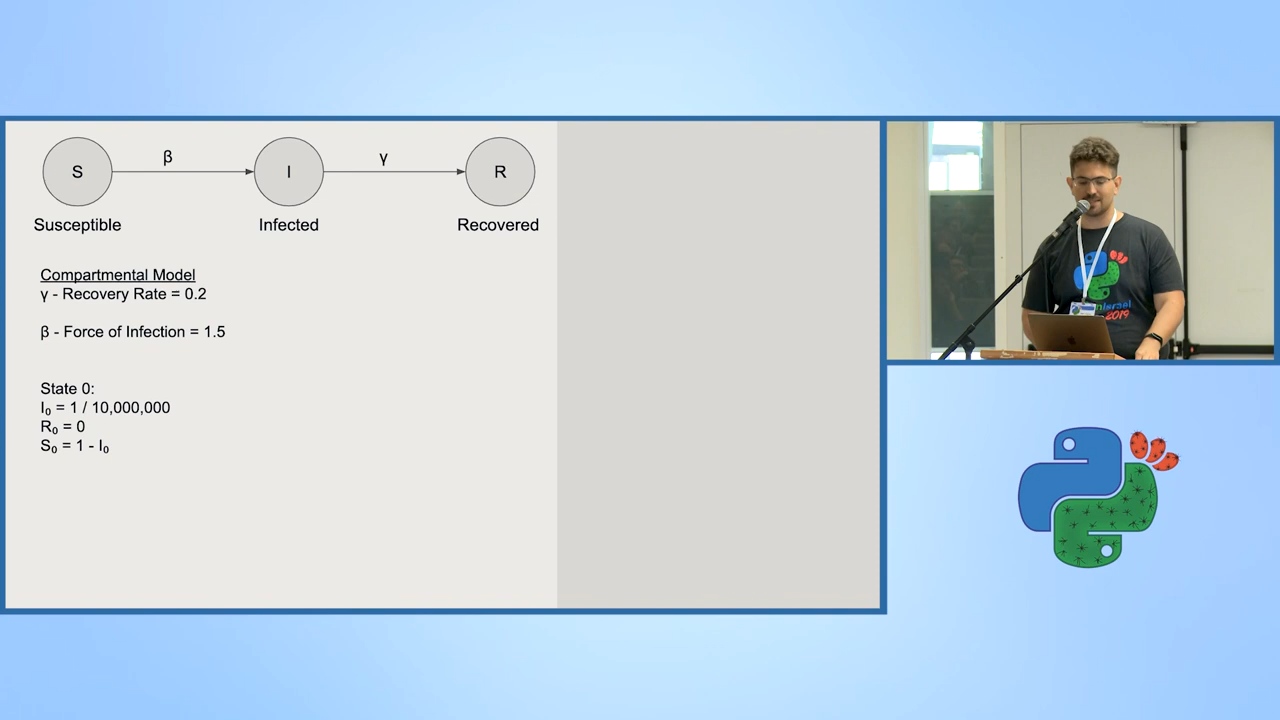 S
β
I
γ
R
Susceptible
Infected
Recovered
Compartmental Model
γ - Recovery Rate = 0.2
β - Force of Infection = 1.5
State 0:
I₀ = 1 / 10,000,000
R₀ = 0
S₀ = 1 - I₀
2019